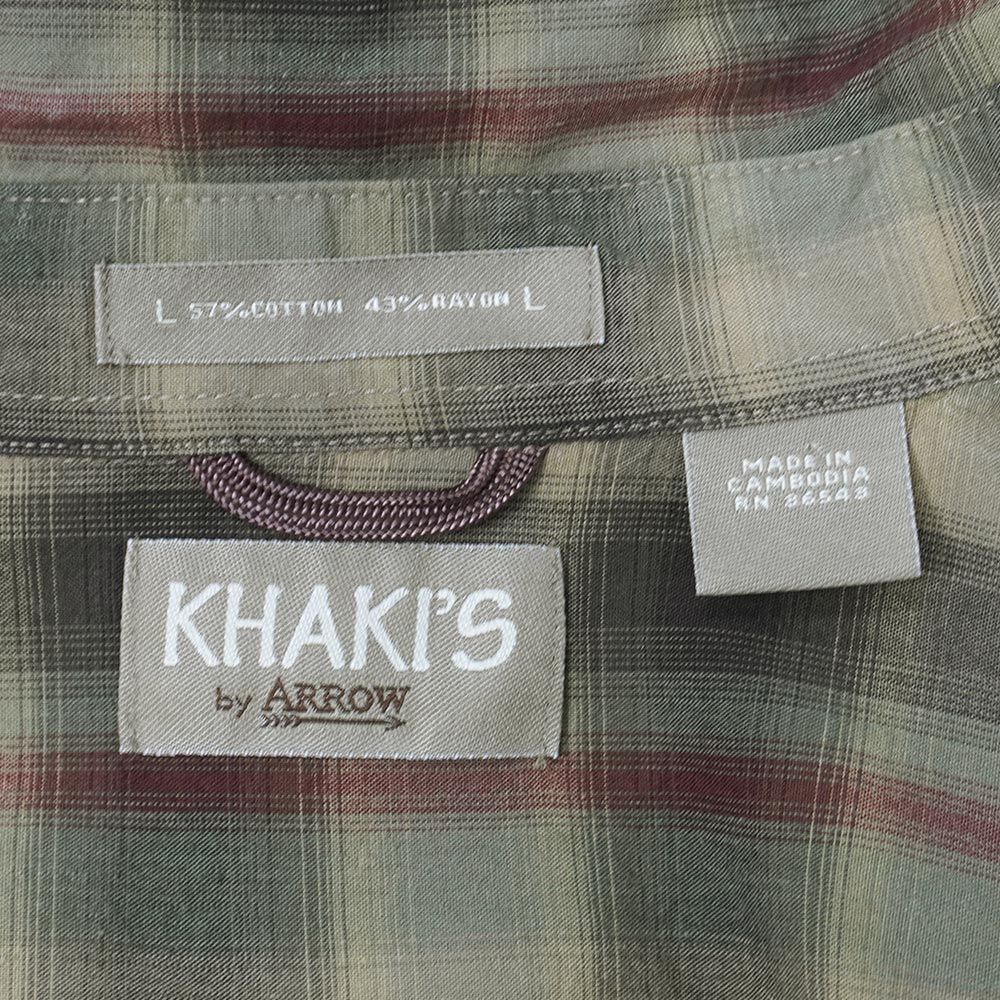 L 57%COTTON 43%RAYON L
MADE IN
CAMBODIA
RN 36543
KHAKI'S
by ARROW